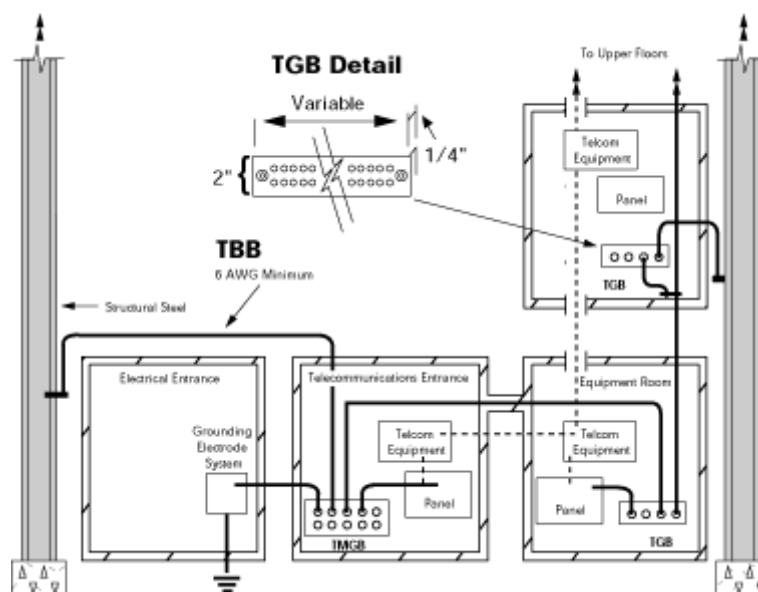 To Upper Floors
TGB Detail
Variable
1/4"
2"
Telcom
Equipment
Panel
TGB
TBB
6 AWG Minimum
Structural Steel
Electrical Entrance
Telecommunications Entrance
Equipment Room
Grounding
Electrode
System
Telcom
Equipment
Telcom
Equipment
Panel
Panel
TMGB
TGB